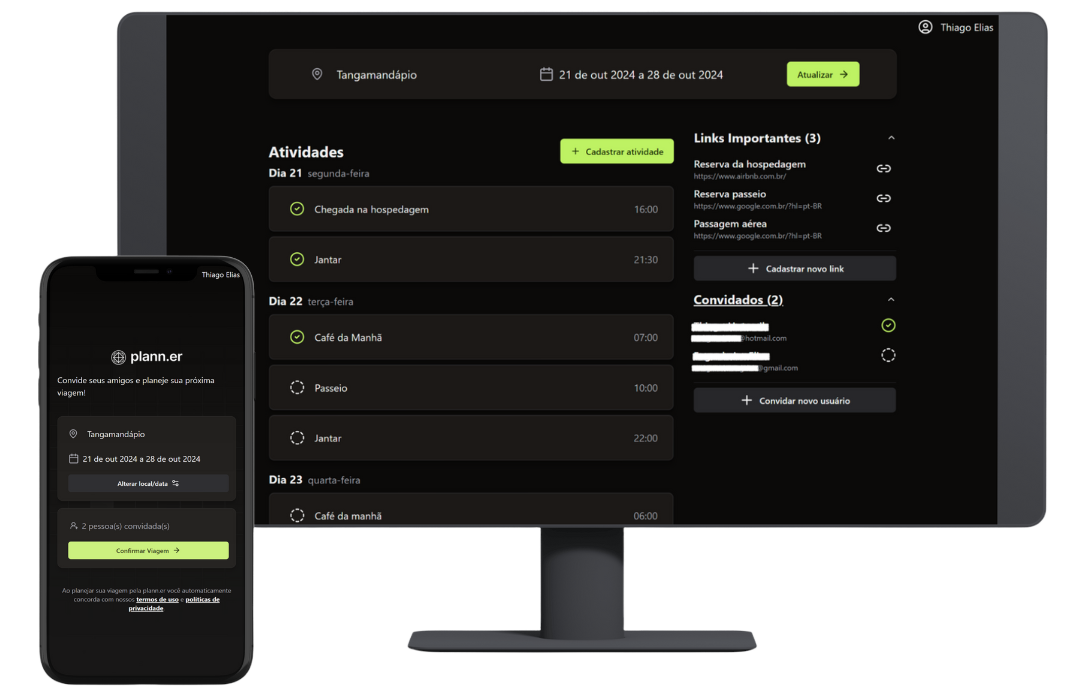 Thiago Elias
Tangamandápio
21 de out 2024 a 28 de out 2024
Atualizar
Atividades
Cadastrar atividade
Dia 21 segunda-feira
Chegada na hospedagem 16:00
Jantar 21:30
Dia 22 terça-feira
Café da Manhã 07:00
Passeio 10:00
Jantar 22:00
Dia 23 quarta-feira
Café da manhã 06:00
Links Importantes (3)
Reserva da hospedagem
https://www.airbnb.com.br/
Reserva passeio
https://www.google.com.br/?hl=pt-BR
Passagem aérea
https://www.google.com.br/?hl=pt-BR
Cadastrar novo link
Convidados (2)
@hotmail.com
@gmail.com
Convidar novo usuário
Thiago Elias
plann.er
Convide seus amigos e planeje sua próxima
viagem!
Tangamandápio
21 de out 2024 a 28 de out 2024
Alterar local/data
2 pessoa(s) convidada(s)
Confirmar Viagem
Ao planejar sua viagem pela plann.er você automaticamente
concorda com nossos termos de uso e políticas de
privacidade